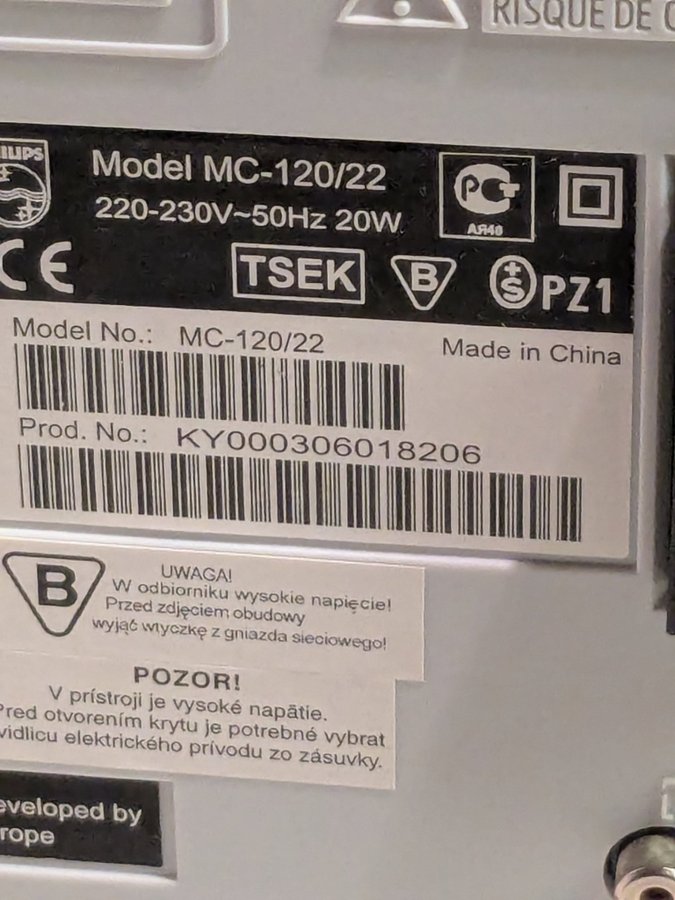 RISQUE DE
PHILIPS
Model MC-120/22
220-230V~50Hz 20W
РС
АЯ40
CE
TSEK
B
S
PZ1
Model No.: MC-120/22
Made in China
Prod. No.: KY000306018206
B
UWAGA!
W odbiorniku wysokie napięcie!
Przed zdjęciem obudowy
wyjąć wtyczkę z gniazda sieciowego!
POZOR!
V prístroji je vysoké napätie.
Pred otvorením krytu je potrebné vybrat
vidlicu elektrického prívodu zo zásuvky.
eveloped by
rope